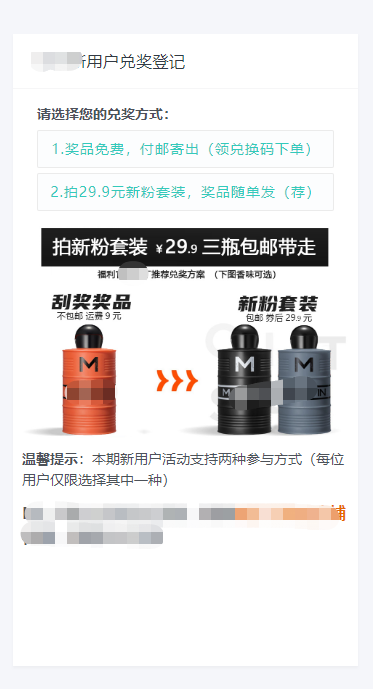 新用户兑奖登记
请选择您的兑奖方式：
1.奖品免费，付邮寄出（领兑换码下单）
2.拍29.9元新粉套装，奖品随单发（荐）
拍新粉套装 ¥29.9 三瓶包邮带走
福利 推荐兑奖方案 （下图香味可选）
刮奖奖品
不包邮 运费 9 元
新粉套装
包邮 券后 29.9 元
M
M
M
IN
温馨提示：本期新用户活动支持两种参与方式（每位
用户仅限选择其中一种）
铺